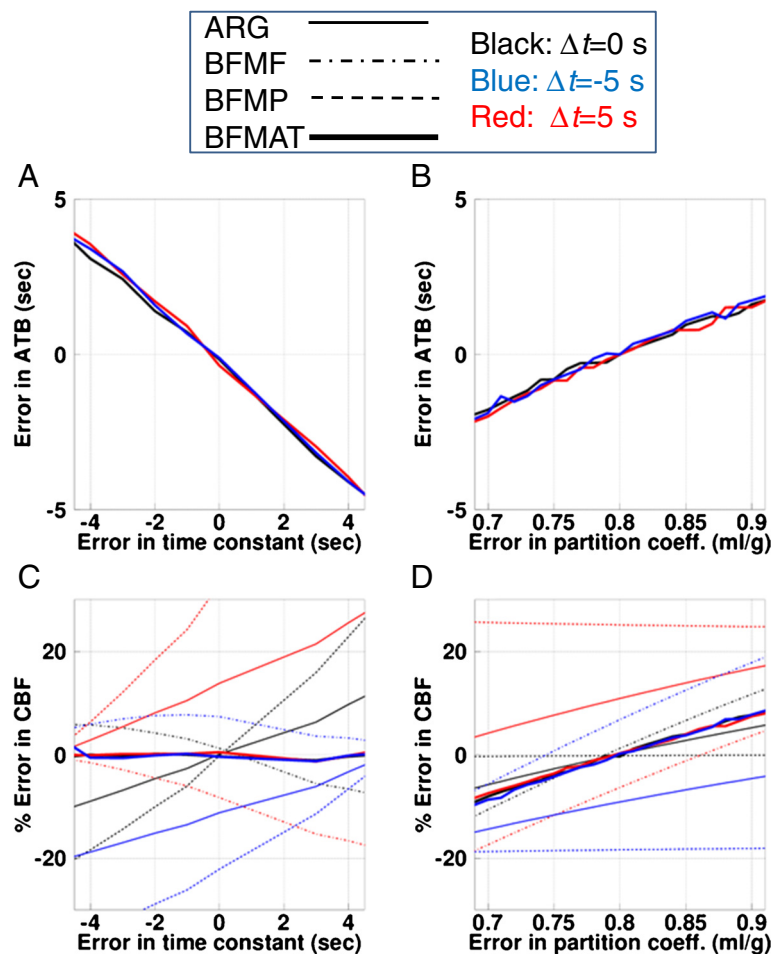 ARG
BFMF
BFMP
BFMAT
Black: Δt=0 s
Blue: Δt=-5 s
Red: Δt=5 s
A
5
0
-5
Error in ATB (sec)
-4 -2 0 2 4
Error in time constant (sec)
B
5
0
-5
Error in ATB (sec)
0.7 0.75 0.8 0.85 0.9
Error in partition coeff. (ml/g)
C
20
0
-20
% Error in CBF
-4 -2 0 2 4
Error in time constant (sec)
D
20
0
-20
% Error in CBF
0.7 0.75 0.8 0.85 0.9
Error in partition coeff. (ml/g)